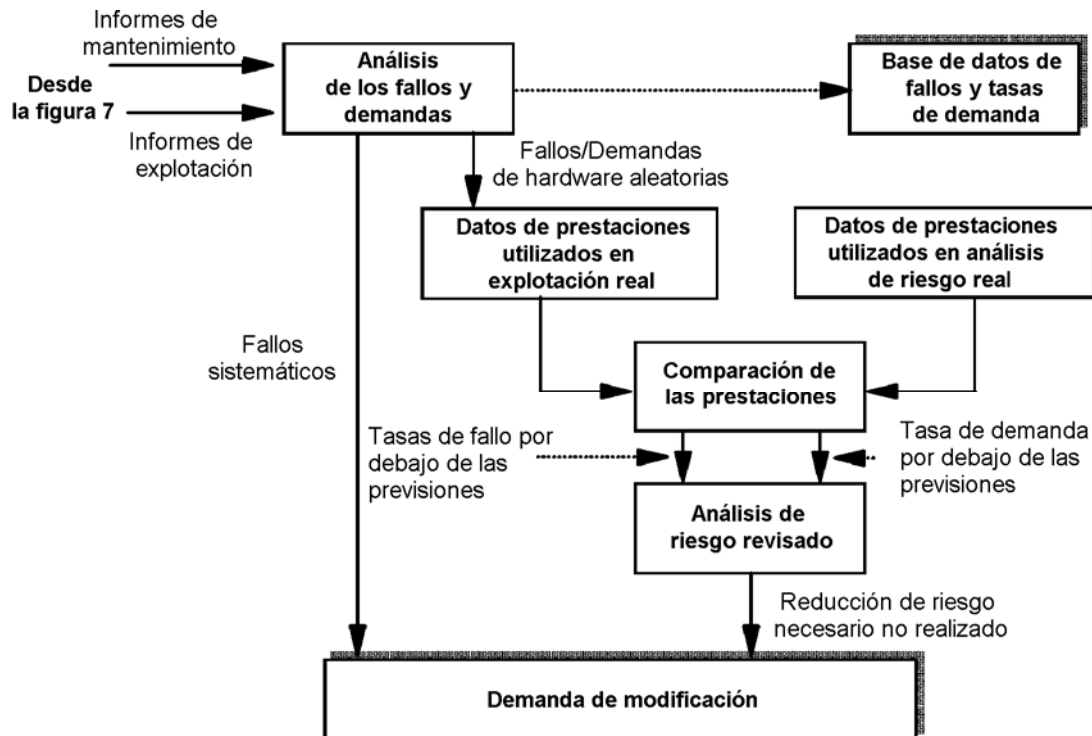 Informes de
mantenimiento
Desde
la figura 7
Informes de
explotación
Análisis
de los fallos y
demandas
Base de datos de
fallos y tasas
de demanda
Fallos/Demandas
de hardware aleatorias
Datos de prestaciones
utilizados en
explotación real
Datos de prestaciones
utilizados en análisis
de riesgo real
Fallos
sistemáticos
Comparación de
las prestaciones
Tasas de fallo por
debajo de las
previsiones
Tasa de demanda
por debajo de las
previsiones
Análisis de
riesgo revisado
Reducción de riesgo
necesario no realizado
Demanda de modificación